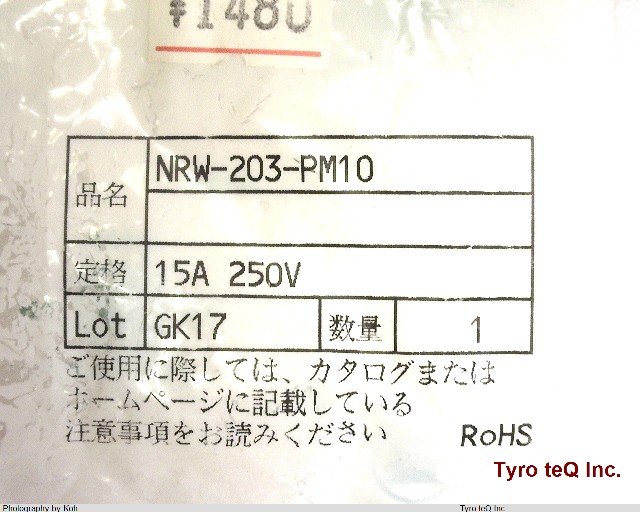 ¥1480
品名 NRW-203-PM10
定格 15A 250V
Lot GK17 数量 1
ご使用に際しては、カタログまたは
ホームページに記載している
注意事項をお読みください RoHS
Tyro teQ Inc.
Photography by Koh Tyro teQ Inc